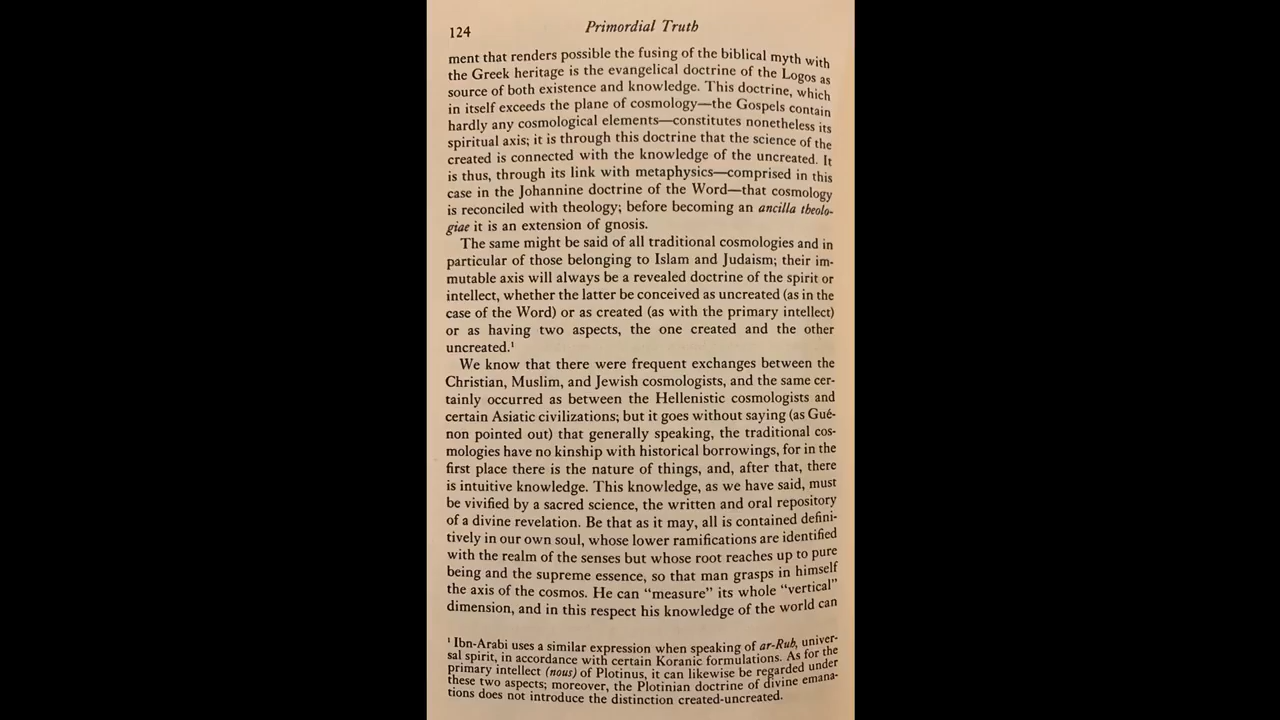 124
Primordial Truth
ment that renders possible the fusing of the biblical myth with
the Greek heritage is the evangelical doctrine of the Logos as
source of both existence and knowledge. This doctrine, which
in itself exceeds the plane of cosmology—the Gospels contain
hardly any cosmological elements—constitutes nonetheless its
spiritual axis; it is through this doctrine that the science of the
created is connected with the knowledge of the uncreated. It
is thus, through its link with metaphysics—comprised in this
case in the Johannine doctrine of the Word—that cosmology
is reconciled with theology; before becoming an ancilla theolo-
giae it is an extension of gnosis.
The same might be said of all traditional cosmologies and in
particular of those belonging to Islam and Judaism; their im-
mutable axis will always be a revealed doctrine of the spirit or
intellect, whether the latter be conceived as uncreated (as in the
case of the Word) or as created (as with the primary intellect)
or as having two aspects, the one created and the other
uncreated.¹
We know that there were frequent exchanges between the
Christian, Muslim, and Jewish cosmologists, and the same cer-
tainly occurred as between the Hellenistic cosmologists and
certain Asiatic civilizations; but it goes without saying (as Gué-
non pointed out) that generally speaking, the traditional cos-
mologies have no kinship with historical borrowings, for in the
first place there is the nature of things, and, after that, there
is intuitive knowledge. This knowledge, as we have said, must
be vivified by a sacred science, the written and oral repository
of a divine revelation. Be that as it may, all is contained defini-
tively in our own soul, whose lower ramifications are identified
with the realm of the senses but whose root reaches up to pure
being and the supreme essence, so that man grasps in himself
the axis of the cosmos. He can “measure” its whole “vertical”
dimension, and in this respect his knowledge of the world can
¹ Ibn-Arabi uses a similar expression when speaking of ar-Ruh, univer-
sal spirit, in accordance with certain Koranic formulations. As for the
primary intellect (nous) of Plotinus, it can likewise be regarded under
these two aspects; moreover, the Plotinian doctrine of divine emana-
tions does not introduce the distinction created-uncreated.